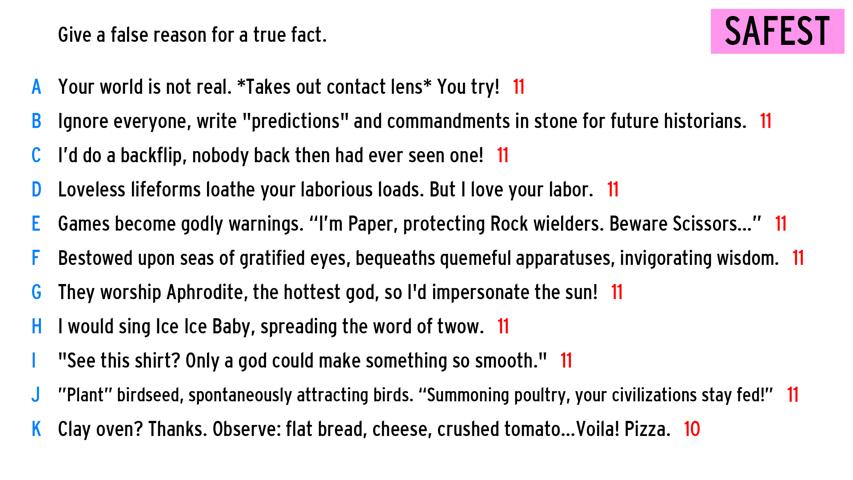 Give a false reason for a true fact.
SAFEST
A Your world is not real. *Takes out contact lens* You try! 11
B Ignore everyone, write "predictions" and commandments in stone for future historians. 11
C I'd do a backflip, nobody back then had ever seen one! 11
D Loveless lifeforms loathe your laborious loads. But I love your labor. 11
E Games become godly warnings. “I'm Paper, protecting Rock wielders. Beware Scissors...” 11
F Bestowed upon seas of gratified eyes, bequeaths quemeful apparatuses, invigorating wisdom. 11
G They worship Aphrodite, the hottest god, so I'd impersonate the sun! 11
H I would sing Ice Ice Baby, spreading the word of twow. 11
I "See this shirt? Only a god could make something so smooth." 11
J ”Plant” birdseed, spontaneously attracting birds. “Summoning poultry, your civilizations stay fed!” 11
K Clay oven? Thanks. Observe: flat bread, cheese, crushed tomato...Voila! Pizza. 10